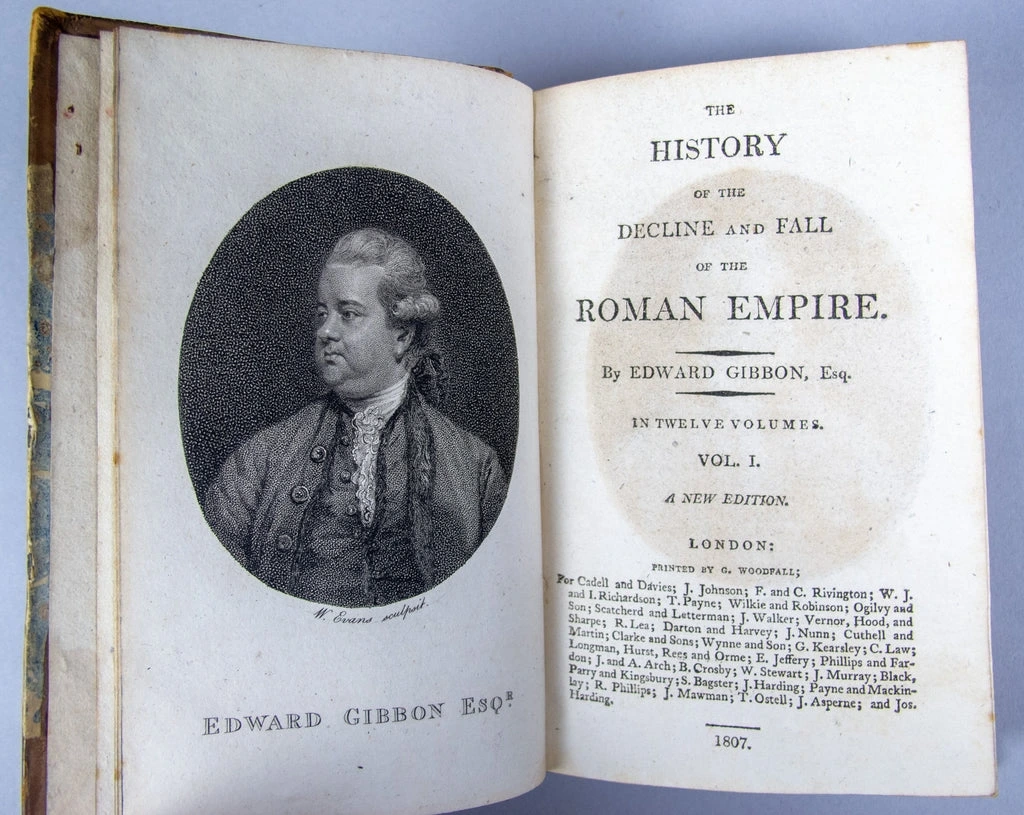 W. Evans sculpsit.
EDWARD GIBBON ESQ.R
THE
HISTORY
OF THE
DECLINE AND FALL
OF THE
ROMAN EMPIRE.
By EDWARD GIBBON, Esq.
IN TWELVE VOLUMES.
VOL. I.
A NEW EDITION.
LONDON:
PRINTED BY G. WOODFALL;
For Cadell and Davies; J. Johnson; F. and C. Rivington; W. J.
and I. Richardson; T. Payne; Wilkie and Robinson; Ogilvy and
Son; Scatcherd and Letterman; J. Walker; Vernor, Hood, and
Sharpe; R. Lea; Darton and Harvey; J. Nunn; Cuthell and
Martin; Clarke and Sons; Wynne and Son; G. Kearsley; C. Law;
Longman, Hurst, Rees and Orme; E. Jeffery; Phillips and Far-
don; J. and A. Arch; B. Crosby; W. Stewart; J. Murray; Black,
Parry and Kingsbury; S. Bagster; J. Harding; Payne and Mackin-
lay; R. Phillips; J. Mawman; T. Ostell; J. Asperne; and Jos.
Harding.
1807.